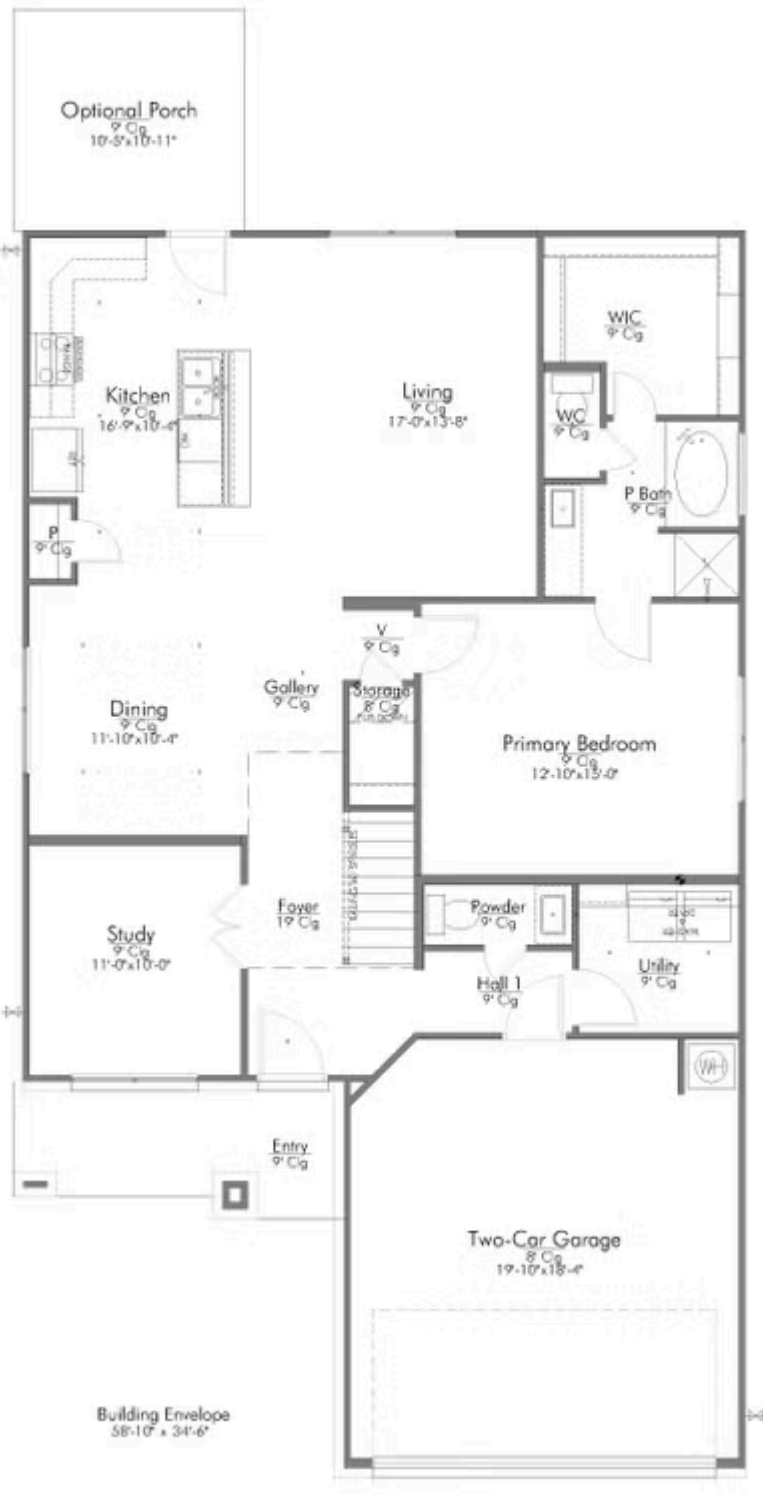 Optional Porch
9' Clg
10'-5"x10'-11"
WIC
9' Clg
Kitchen
9' Clg
16'-9"x10'-4"
Living
9' Clg
17'-0"x13'-8"
WC
9' Clg
P Bath
9' Clg
P
9' Clg
V
9' Clg
Gallery
9' Clg
Storage
8' Clg
Dining
9' Clg
11'-10"x10'-4"
Primary Bedroom
9' Clg
12'-10"x15'-0"
Foyer
19' Clg
Powder
9' Clg
Study
9' Clg
11'-0"x10'-0"
Utility
9' Clg
Hall 1
9' Clg
WH
Entry
9' Clg
Two-Car Garage
8' Clg
19'-10"x18'-4"
Building Envelope
58'-10" x 34'-6"